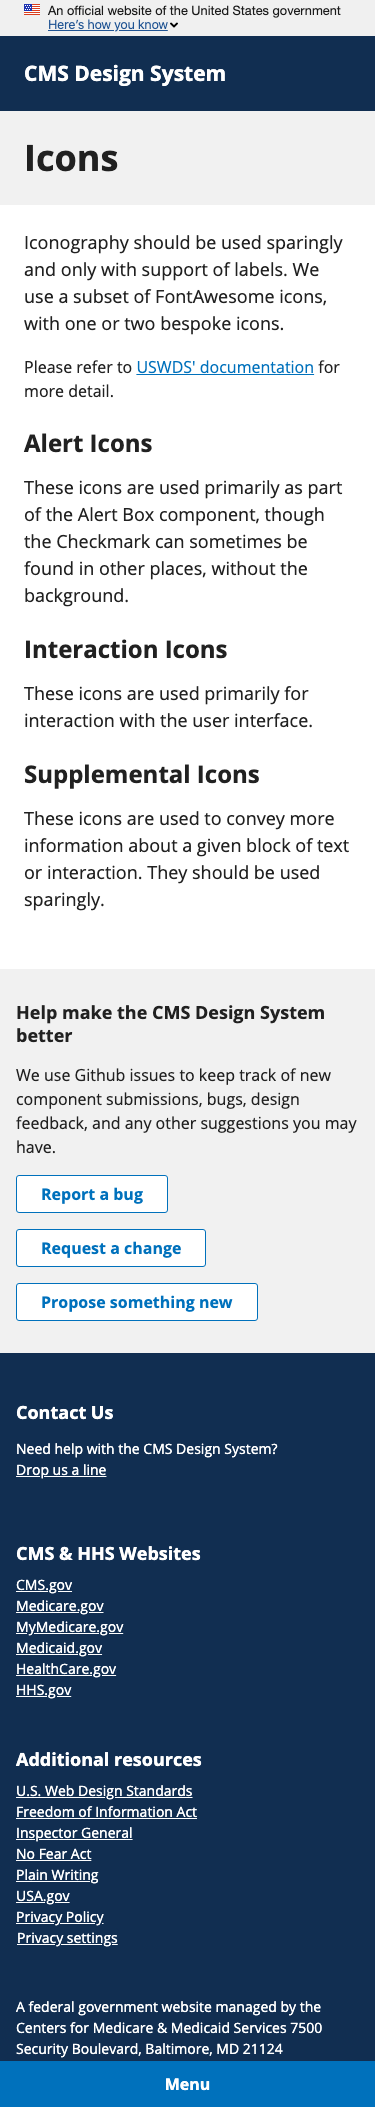 An official website of the United States government
Here's how you know
CMS Design System
Icons
Iconography should be used sparingly
and only with support of labels. We
use a subset of FontAwesome icons,
with one or two bespoke icons.
Please refer to USWDS' documentation for
more detail.
Alert Icons
These icons are used primarily as part
of the Alert Box component, though
the Checkmark can sometimes be
found in other places, without the
background.
Interaction Icons
These icons are used primarily for
interaction with the user interface.
Supplemental Icons
These icons are used to convey more
information about a given block of text
or interaction. They should be used
sparingly.
Help make the CMS Design System
better
We use Github issues to keep track of new
component submissions, bugs, design
feedback, and any other suggestions you may
have.
Report a bug
Request a change
Propose something new
Contact Us
Need help with the CMS Design System?
Drop us a line
CMS & HHS Websites
CMS.gov
Medicare.gov
MyMedicare.gov
Medicaid.gov
HealthCare.gov
HHS.gov
Additional resources
U.S. Web Design Standards
Freedom of Information Act
Inspector General
No Fear Act
Plain Writing
USA.gov
Privacy Policy
Privacy settings
A federal government website managed by the
Centers for Medicare & Medicaid Services 7500
Security Boulevard, Baltimore, MD 21124
Menu